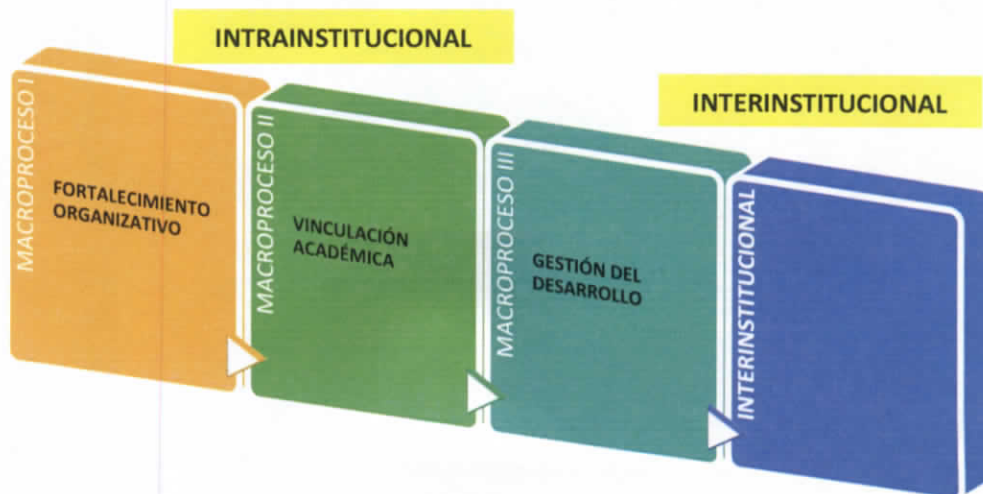 INTRAINSTITUCIONAL
INTERINSTITUCIONAL
MACROPROCESO I
FORTALECIMIENTO
ORGANIZATIVO
MACROPROCESO II
VINCULACIÓN
ACADÉMICA
MACROPROCESO III
GESTIÓN DEL
DESARROLLO
INTERINSTITUCIONAL